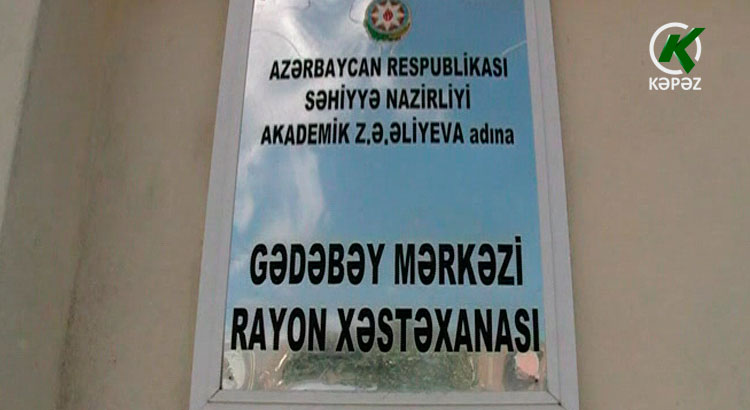 AZƏRBAYCAN RESPUBLİKASI
SƏHİYYƏ NAZİRLİYİ
AKADEMİK Z.Ə.ƏLİYEVA adına
GƏDƏBƏY MƏRKƏZİ
RAYON XƏSTƏXANASI
K
KƏPƏZ